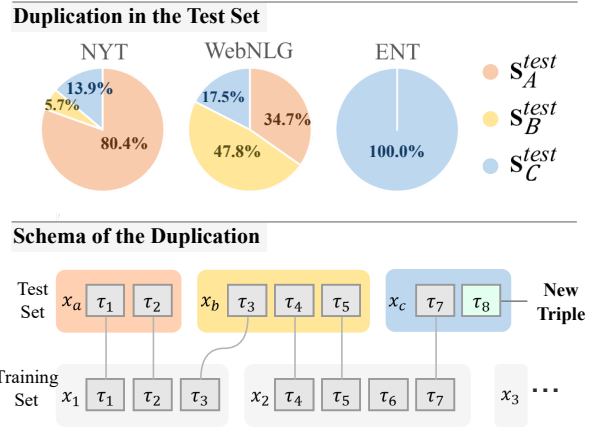 Duplication in the Test Set
NYT WebNLG ENT
13.9% 5.7% 80.4%
17.5% 34.7% 47.8%
100.0%
S_A^test
S_B^test
S_C^test
Schema of the Duplication
Test Set x_a τ_1 τ_2 x_b τ_3 τ_4 τ_5 x_c τ_7 τ_8 New Triple
Training Set x_1 τ_1 τ_2 τ_3 x_2 τ_4 τ_5 τ_6 τ_7 x_3 ...